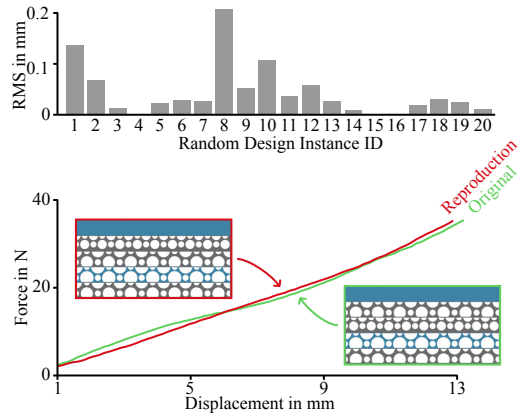 RMS in mm
0.2
0.1
0
1 2 3 4 5 6 7 8 9 10 11 12 13 14 15 16 17 18 19 20
Random Design Instance ID
Force in N
40
20
0
Reproduction
Original
1 5 9 13
Displacement in mm